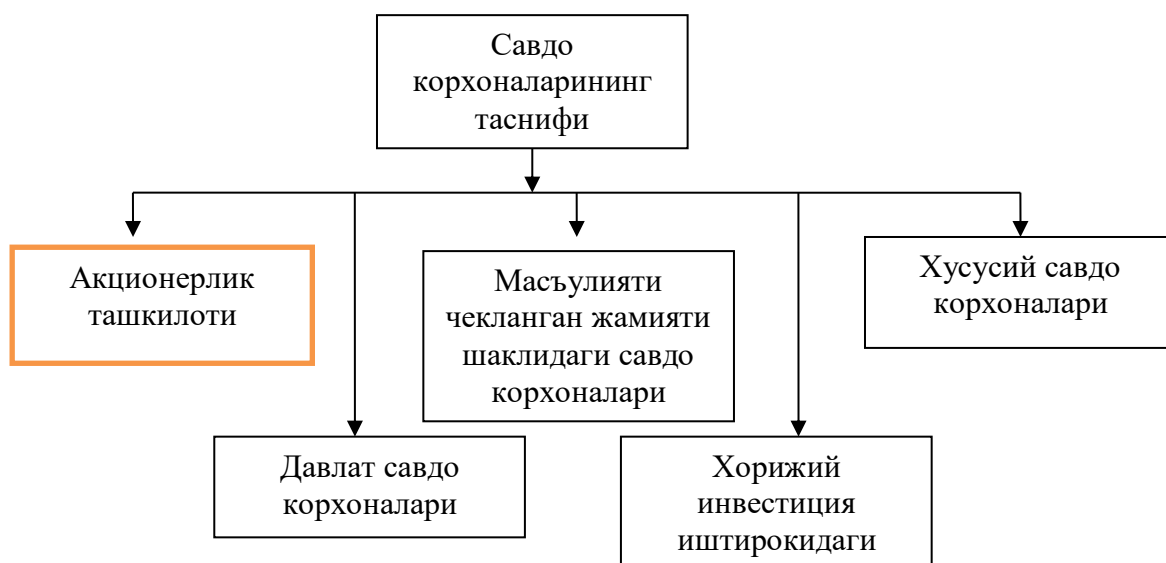 Савдо
корхоналарининг
таснифи
Акционерлик
ташкилоти
Масъулияти
чекланган жамияти
шаклидаги савдо
корхоналари
Хусусий савдо
корхоналари
Давлат савдо
корхоналари
Хорижий
инвестиция
иштирокидаги